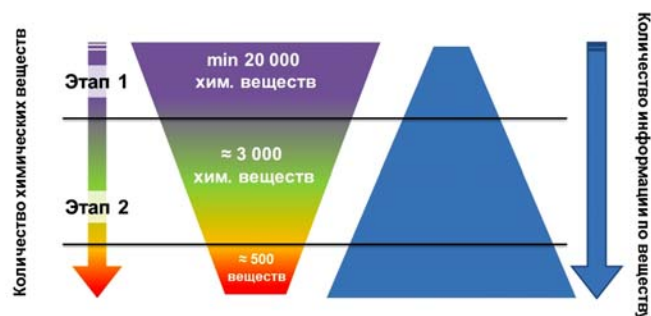 Количество химических веществ
Этап 1
Этап 2
min 20 000
хим. веществ
≈ 3 000
хим. веществ
≈ 500
веществ
Количество информации по веществу